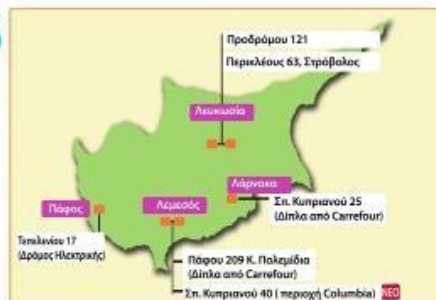 Προδρόμου 121
Περικλέους 63, Στρόβολος
Λευκωσία
Λάρνακα
Σπ. Κυπριανού 25
(Δίπλα από Carrefour)
Πάφος
Λεμεσός
(Δρόμος Ηλεκτρικής)
17
Πάφου 209 Κ. Πολεμίδια
(Δίπλα από Carrefour)
Σπ. Κυπριανού 40 ( περιοχή Columbia) ΝΕΟ